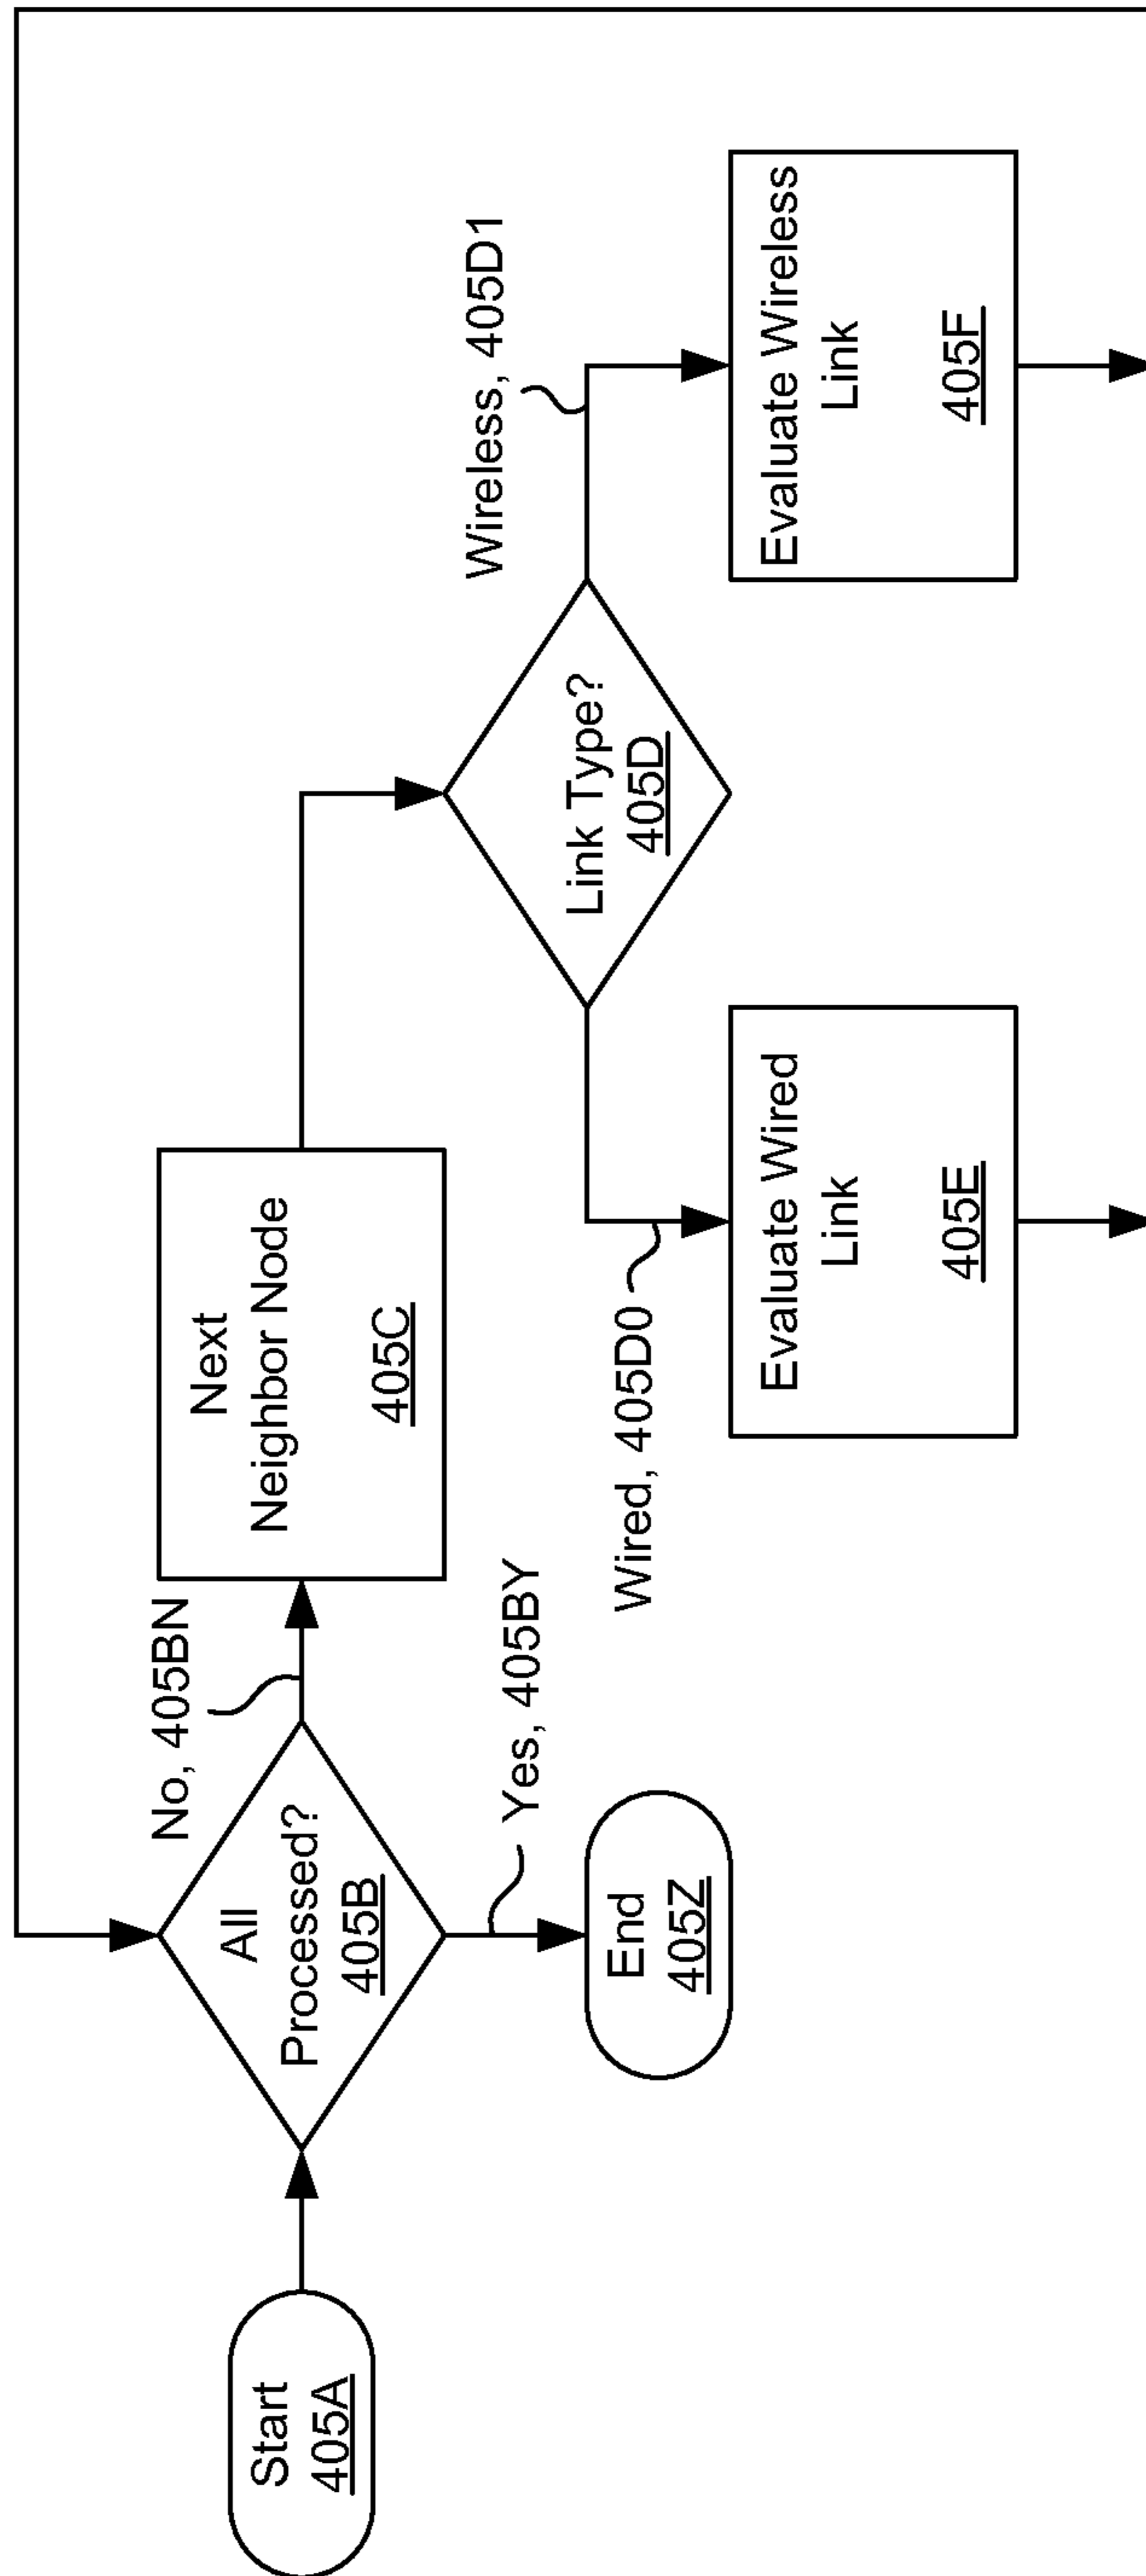 Start
405A
All
Processed?
405B
No, 405BN
Yes, 405BY
End
405Z
Next
Neighbor Node
405C
Link Type?
405D
Wired, 405D0
Wireless, 405D1
Evaluate Wired
Link
405E
Evaluate Wireless
Link
405F